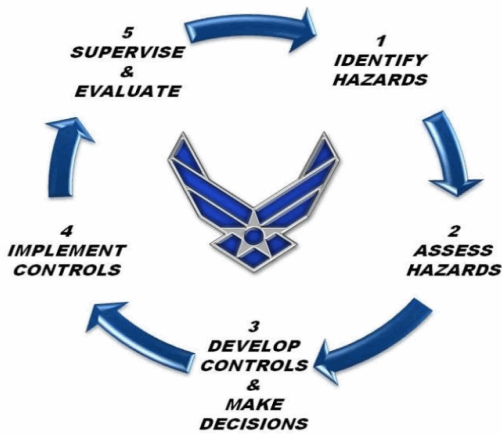 1
IDENTIFY
HAZARDS
2
ASSESS
HAZARDS
3
DEVELOP
CONTROLS
&
MAKE
DECISIONS
4
IMPLEMENT
CONTROLS
5
SUPERVISE
&
EVALUATE